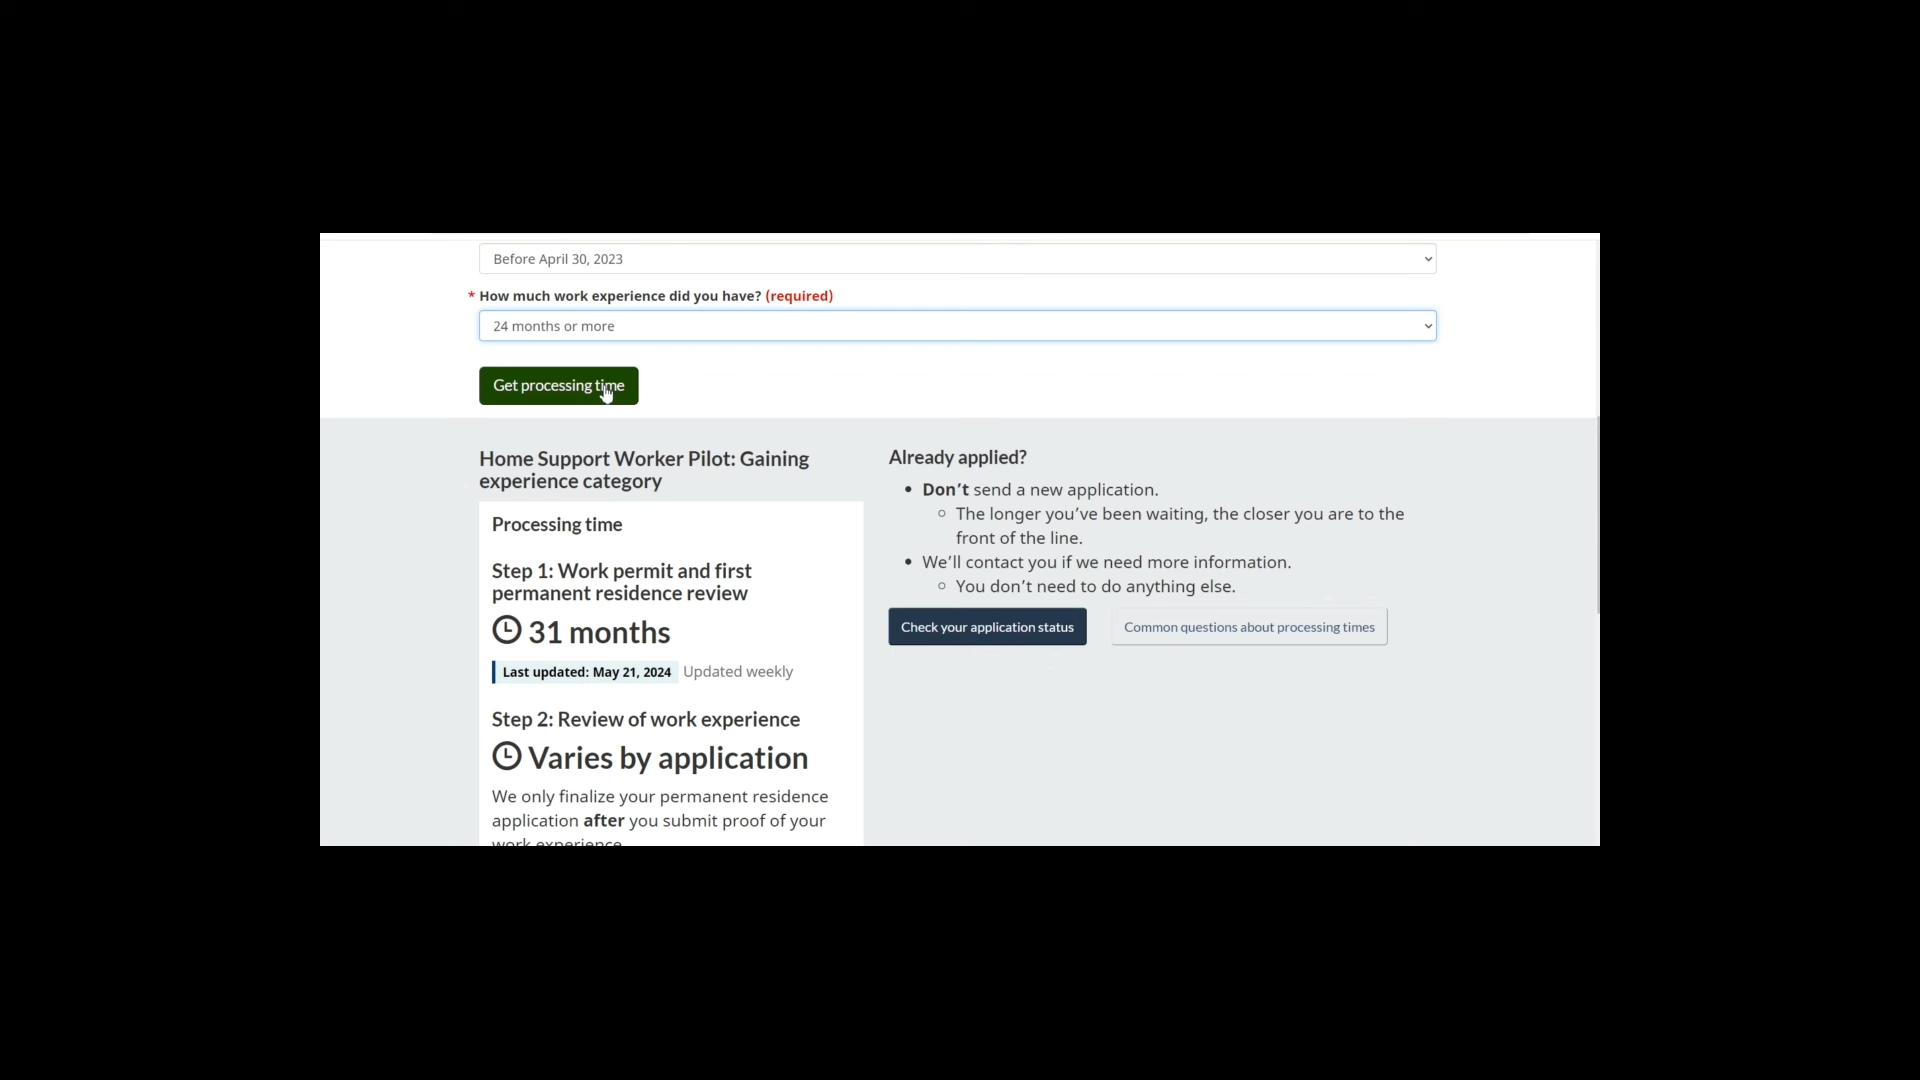 Before April 30, 2023
* How much work experience did you have? (required)
24 months or more
Get processing time
Home Support Worker Pilot: Gaining
experience category
Processing time
Step 1: Work permit and first
permanent residence review
31 months
Last updated: May 21, 2024 Updated weekly
Step 2: Review of work experience
Varies by application
We only finalize your permanent residence
application after you submit proof of your
work experience
Already applied?
• Don't send a new application.
○ The longer you've been waiting, the closer you are to the
front of the line.
• We'll contact you if we need more information.
○ You don't need to do anything else.
Check your application status
Common questions about processing times